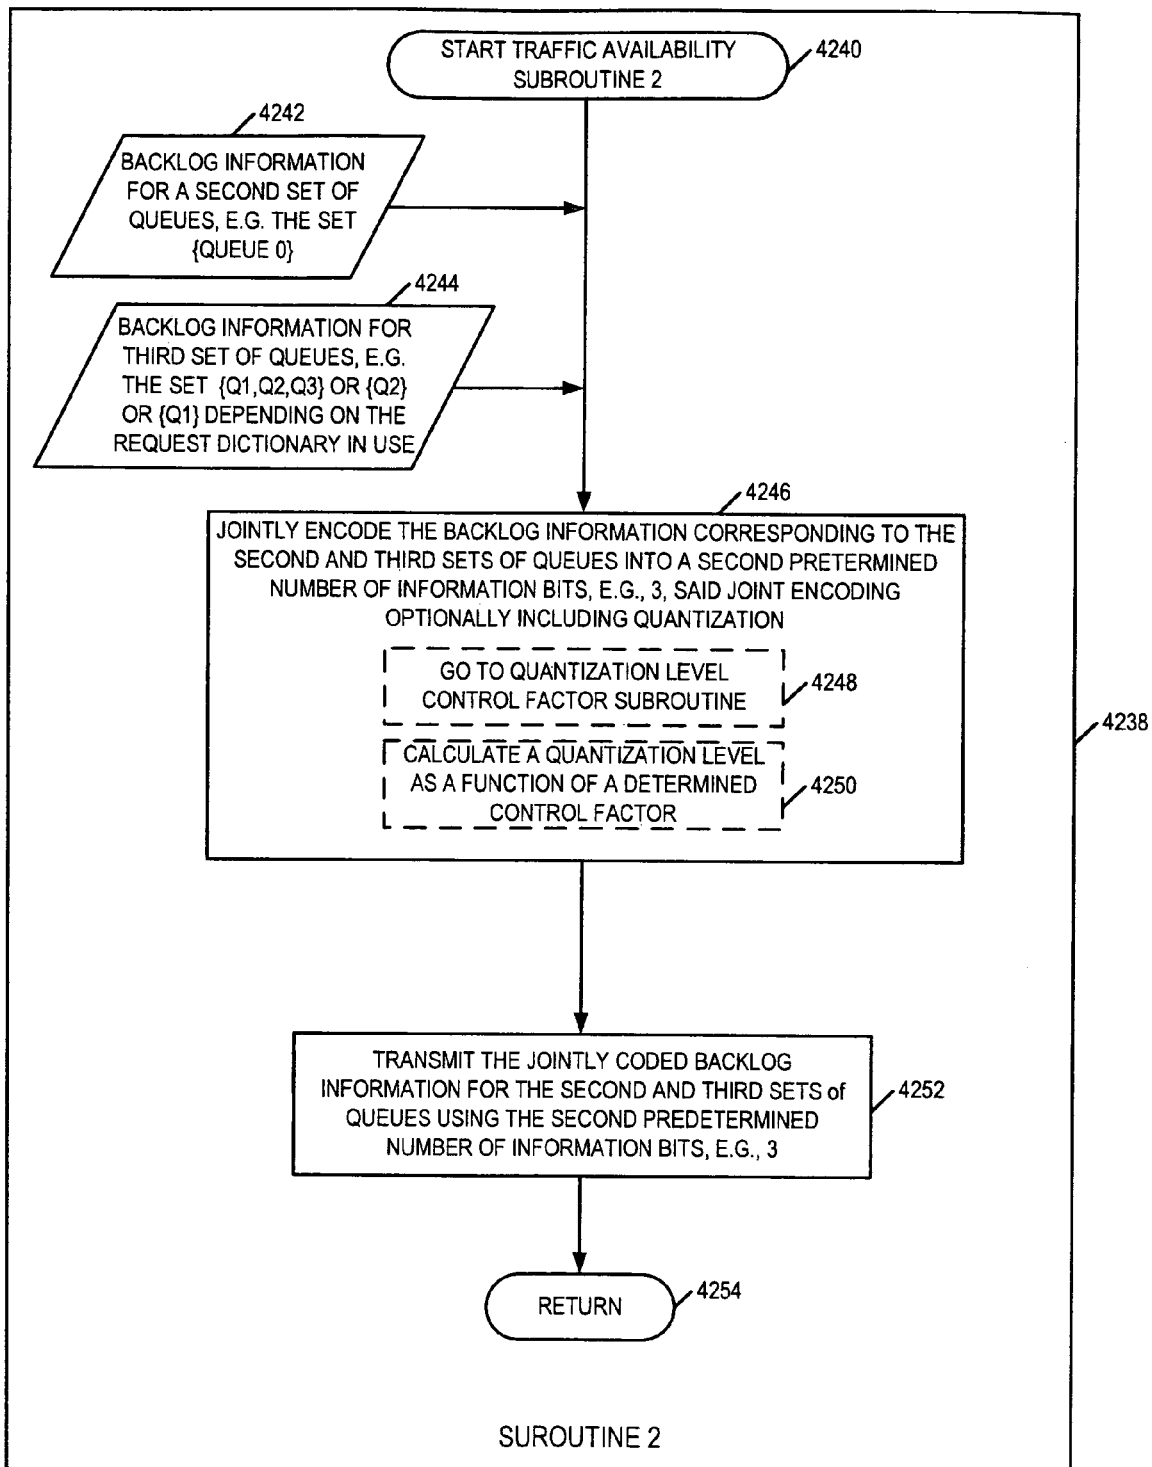 START TRAFFIC AVAILABILITY
SUBROUTINE 2
4240
4242
BACKLOG INFORMATION
FOR A SECOND SET OF
QUEUES, E.G. THE SET
{QUEUE 0}
4244
BACKLOG INFORMATION FOR
THIRD SET OF QUEUES, E.G.
THE SET {Q1,Q2,Q3} OR {Q2}
OR {Q1} DEPENDING ON THE
REQUEST DICTIONARY IN USE
4246
JOINTLY ENCODE THE BACKLOG INFORMATION CORRESPONDING TO THE
SECOND AND THIRD SETS OF QUEUES INTO A SECOND PRETERMINED
NUMBER OF INFORMATION BITS, E.G., 3, SAID JOINT ENCODING
OPTIONALLY INCLUDING QUANTIZATION
GO TO QUANTIZATION LEVEL
CONTROL FACTOR SUBROUTINE
4248
CALCULATE A QUANTIZATION LEVEL
AS A FUNCTION OF A DETERMINED
CONTROL FACTOR
4250
4238
TRANSMIT THE JOINTLY CODED BACKLOG
INFORMATION FOR THE SECOND AND THIRD SETS of
QUEUES USING THE SECOND PREDETERMINED
NUMBER OF INFORMATION BITS, E.G., 3
4252
RETURN
4254
SUROUTINE 2